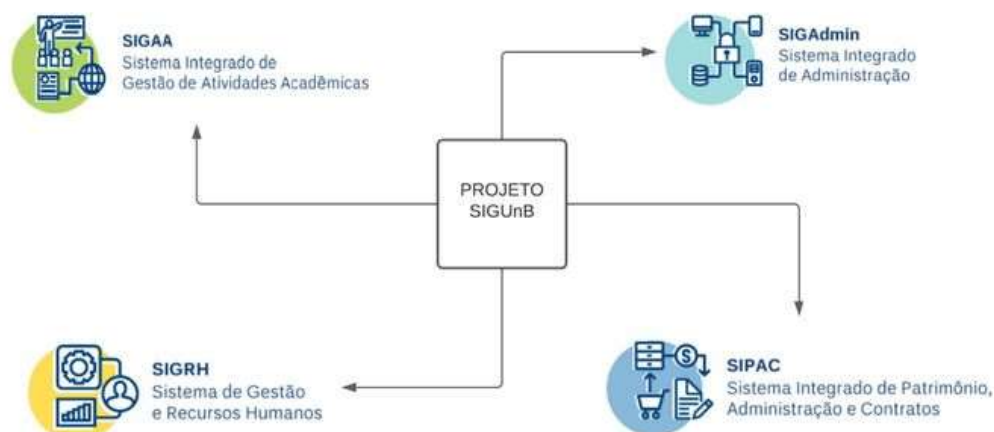 SIGAA
Sistema Integrado de
Gestão de Atividades Acadêmicas
SIGAdmin
Sistema Integrado
de Administração
PROJETO
SIGUnB
SIGRH
Sistema de Gestão
e Recursos Humanos
SIPAC
Sistema Integrado de Patrimônio,
Administração e Contratos